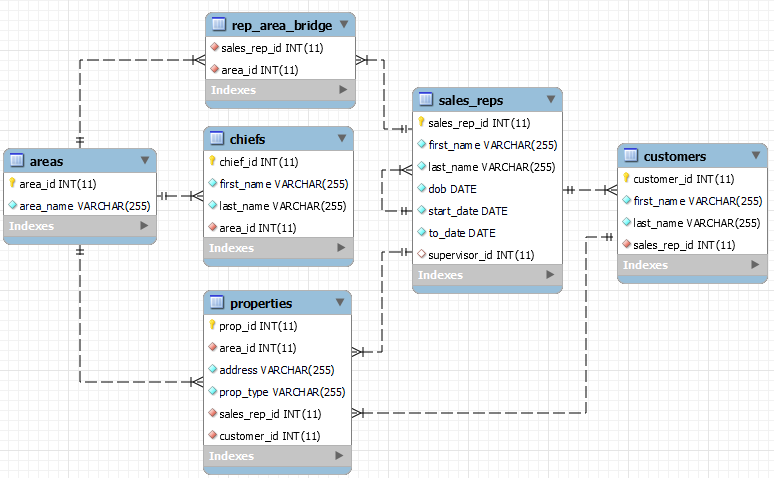 rep_area_bridge
sales_rep_id INT(11)
area_id INT(11)
Indexes
chiefs
chief_id INT(11)
first_name VARCHAR(255)
last_name VARCHAR(255)
area_id INT(11)
Indexes
areas
area_id INT(11)
area_name VARCHAR(255)
Indexes
properties
prop_id INT(11)
area_id INT(11)
address VARCHAR(255)
prop_type VARCHAR(255)
sales_rep_id INT(11)
customer_id INT(11)
Indexes
sales_reps
sales_rep_id INT(11)
first_name VARCHAR(255)
last_name VARCHAR(255)
dob DATE
start_date DATE
to_date DATE
supervisor_id INT(11)
Indexes
customers
customer_id INT(11)
first_name VARCHAR(255)
last_name VARCHAR(255)
sales_rep_id INT(11)
Indexes